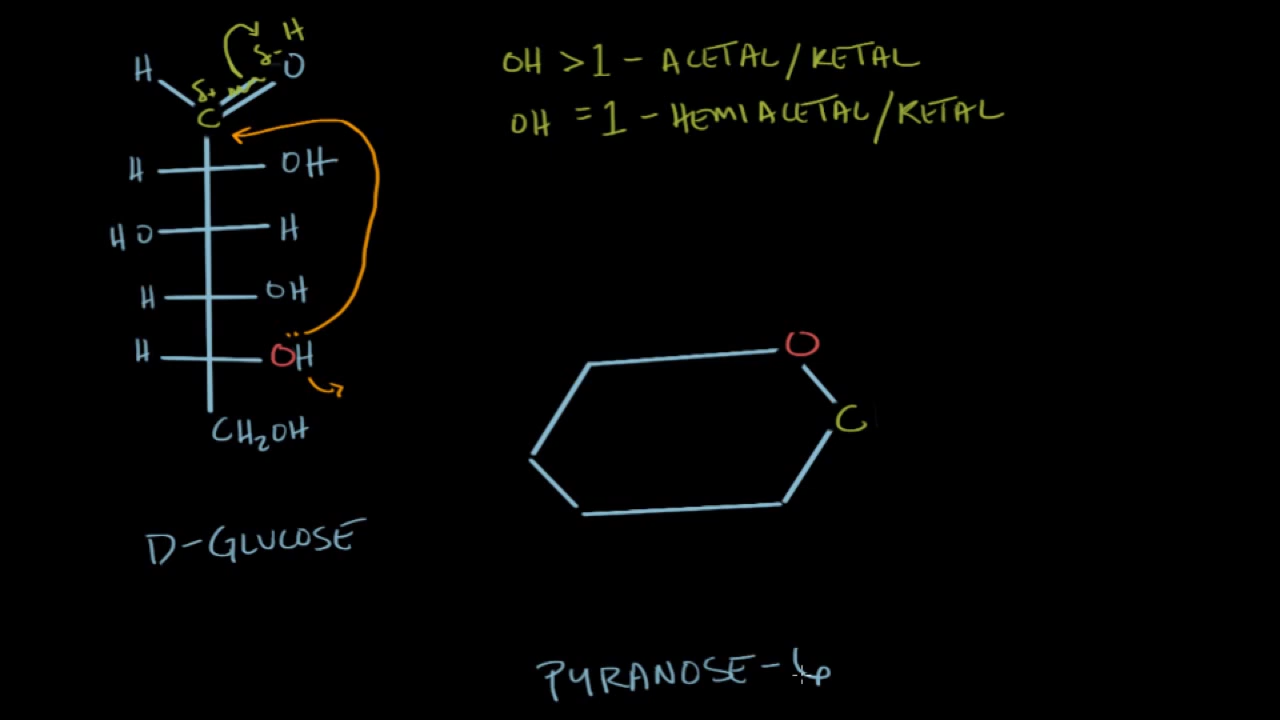 H δ- H
δ+ O
C
H OH
HO H
H OH
H OH
CH₂OH
D-GLUCOSE
OH >1 - ACETAL/KETAL
OH =1 - HEMIACETAL/KETAL
O
C
PYRANOSE-6